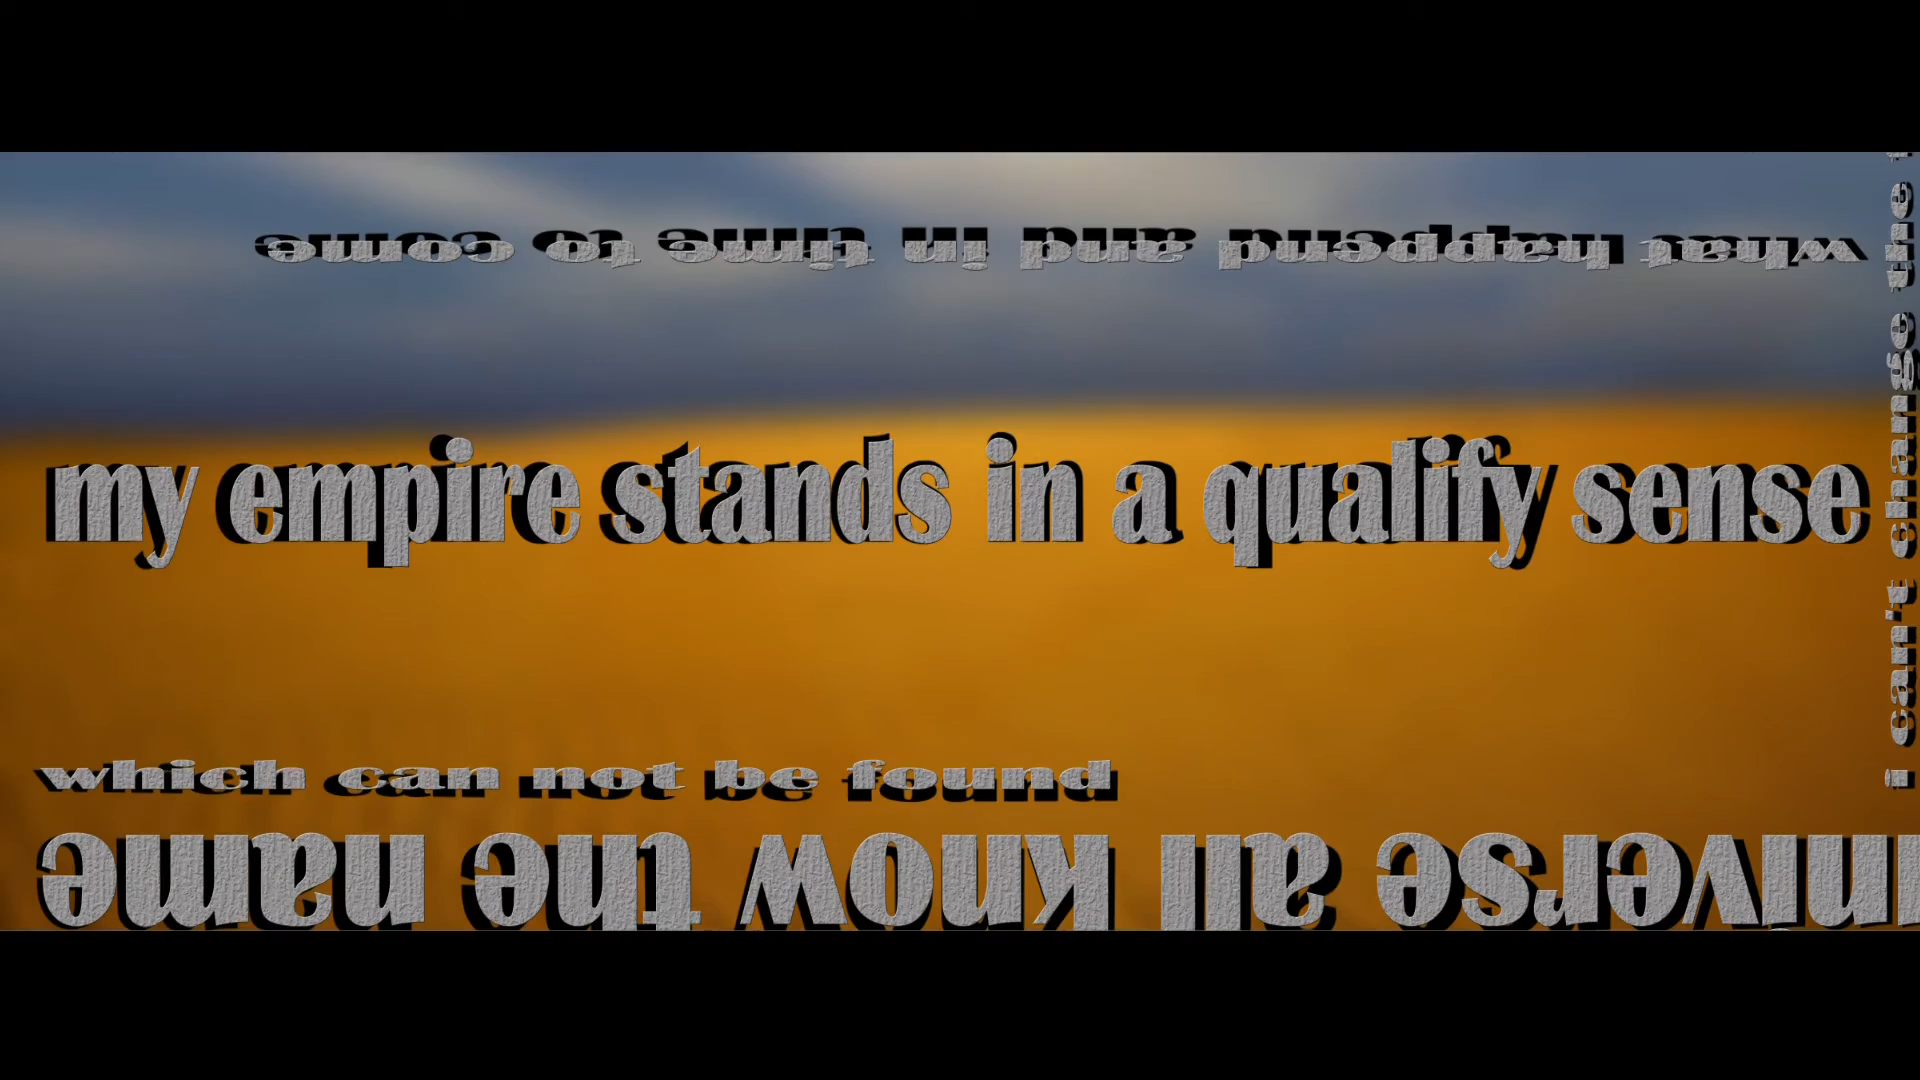 what happend and in time to come
i can't change the
my empire stands in a qualify sense
which can not be found
universe all know the name